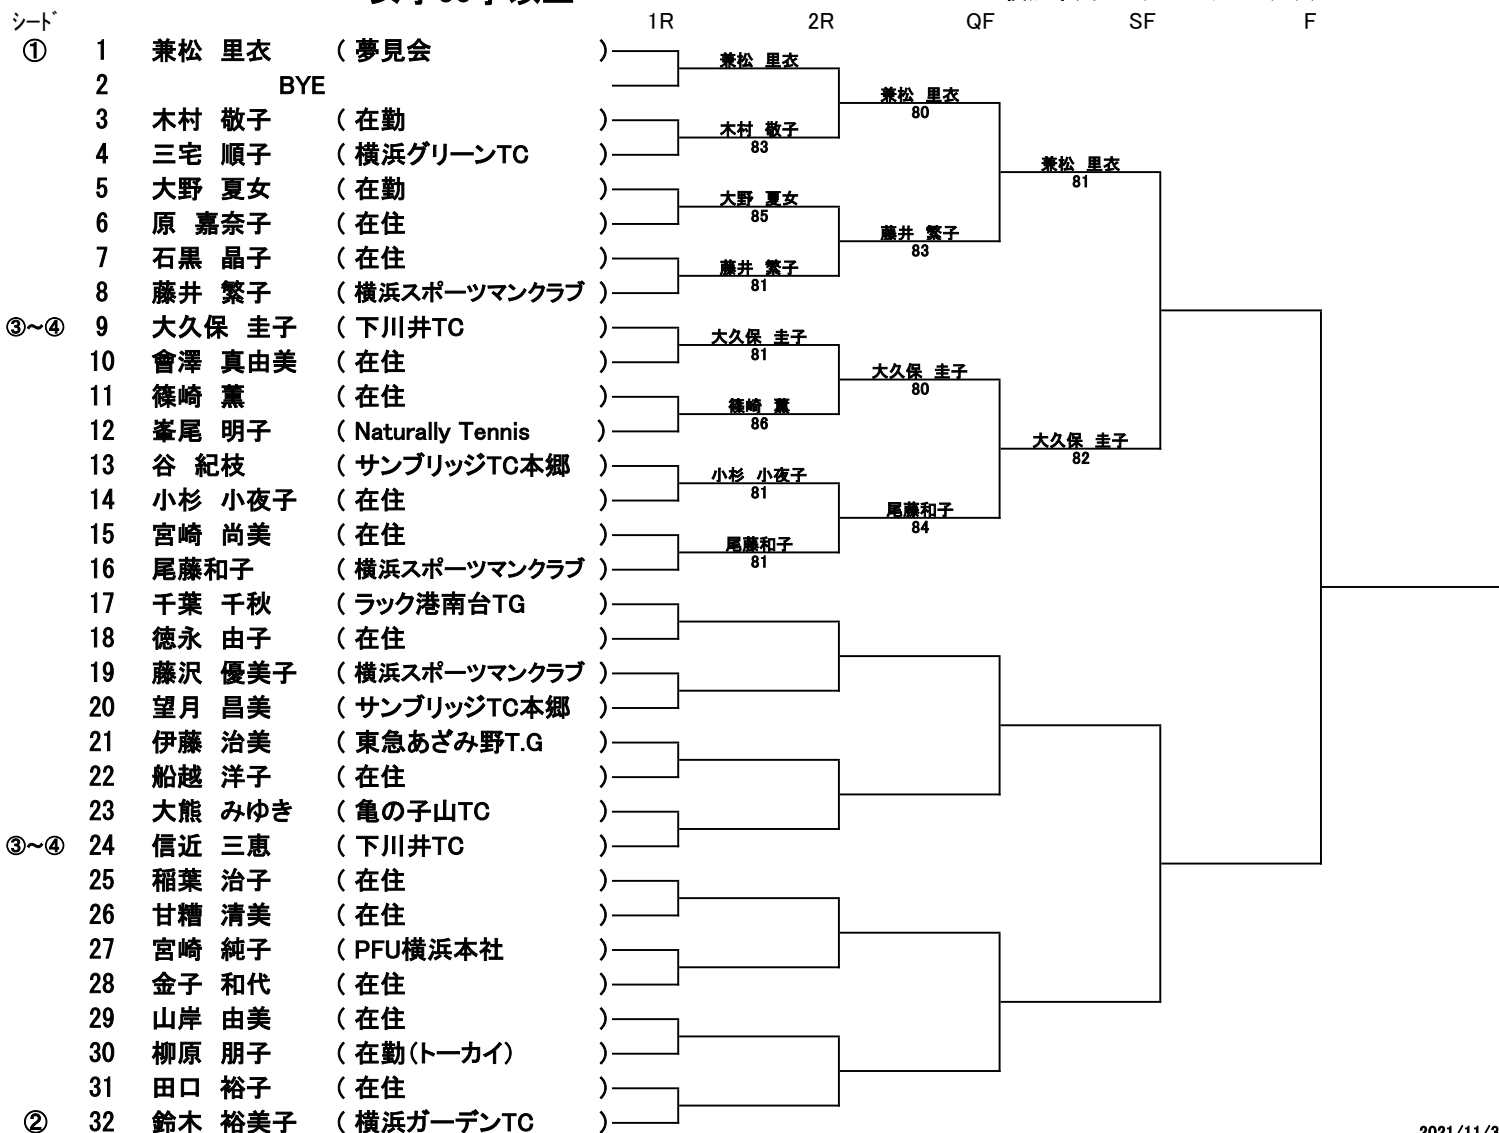 シード 1R 2R QF SF F
① 1 兼松 里衣 ( 夢見会 )
兼松 里衣
2 BYE
兼松 里衣
80
3 木村 敬子 ( 在勤 )
木村 敬子
83
4 三宅 順子 ( 横浜グリーンTC )
兼松 里衣
81
5 大野 夏女 ( 在勤 )
大野 夏女
85
6 原 嘉奈子 ( 在住 )
藤井 繁子
83
7 石黒 晶子 ( 在住 )
藤井 繁子
81
8 藤井 繁子 ( 横浜スポーツマンクラブ )
③~④ 9 大久保 圭子 ( 下川井TC )
大久保 圭子
81
10 會澤 真由美 ( 在住 )
大久保 圭子
80
11 篠崎 薫 ( 在住 )
篠崎 薫
86
12 峯尾 明子 ( Naturally Tennis )
大久保 圭子
82
13 谷 紀枝 ( サンブリッジTC本郷 )
小杉 小夜子
81
14 小杉 小夜子 ( 在住 )
尾藤和子
84
15 宮崎 尚美 ( 在住 )
尾藤和子
81
16 尾藤和子 ( 横浜スポーツマンクラブ )
17 千葉 千秋 ( ラック港南台TG )
18 徳永 由子 ( 在住 )
19 藤沢 優美子 ( 横浜スポーツマンクラブ )
20 望月 昌美 ( サンブリッジTC本郷 )
21 伊藤 治美 ( 東急あざみ野T.G )
22 船越 洋子 ( 在住 )
23 大熊 みゆき ( 亀の子山TC )
③~④ 24 信近 三恵 ( 下川井TC )
25 稲葉 治子 ( 在住 )
26 甘糟 清美 ( 在住 )
27 宮崎 純子 ( PFU横浜本社 )
28 金子 和代 ( 在住 )
29 山岸 由美 ( 在住 )
30 柳原 朋子 ( 在勤(トーカイ) )
31 田口 裕子 ( 在住 )
② 32 鈴木 裕美子 ( 横浜ガーデンTC )
2021/11/3